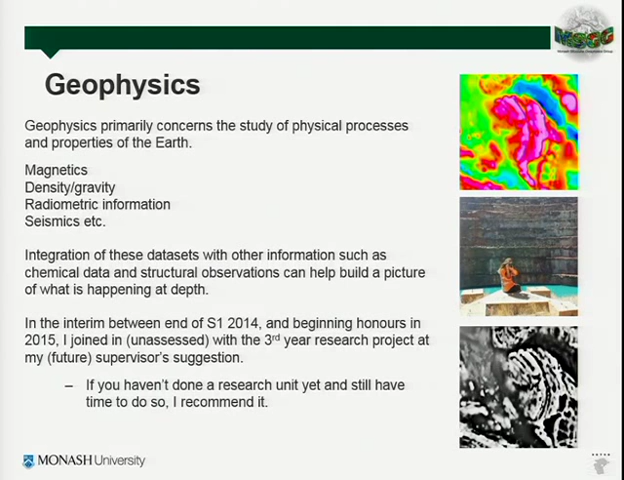 MSGG
Geophysics
Geophysics primarily concerns the study of physical processes
and properties of the Earth.
Magnetics
Density/gravity
Radiometric information
Seismics etc.
Integration of these datasets with other information such as
chemical data and structural observations can help build a picture
of what is happening at depth.
In the interim between end of S1 2014, and beginning honours in
2015, I joined in (unassessed) with the 3rd year research project at
my (future) supervisor's suggestion.
– If you haven't done a research unit yet and still have
time to do so, I recommend it.
MONASH University